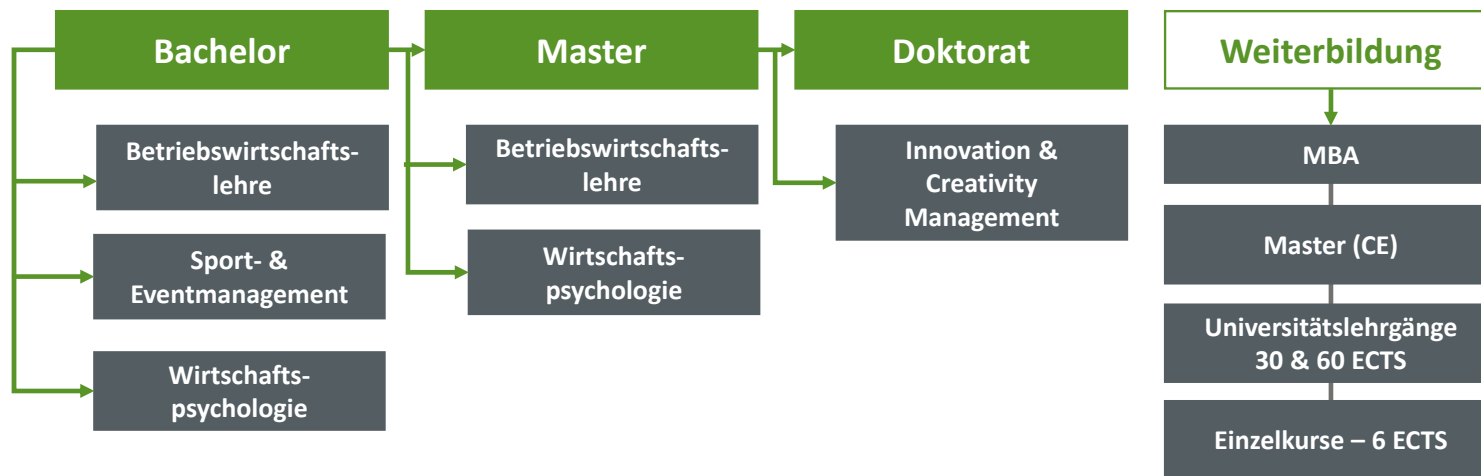 Bachelor
Betriebswirtschafts-
lehre
Sport- &
Eventmanagement
Wirtschafts-
psychologie
Master
Betriebswirtschafts-
lehre
Wirtschafts-
psychologie
Doktorat
Innovation &
Creativity
Management
Weiterbildung
MBA
Master (CE)
Universitätslehrgänge
30 & 60 ECTS
Einzelkurse – 6 ECTS